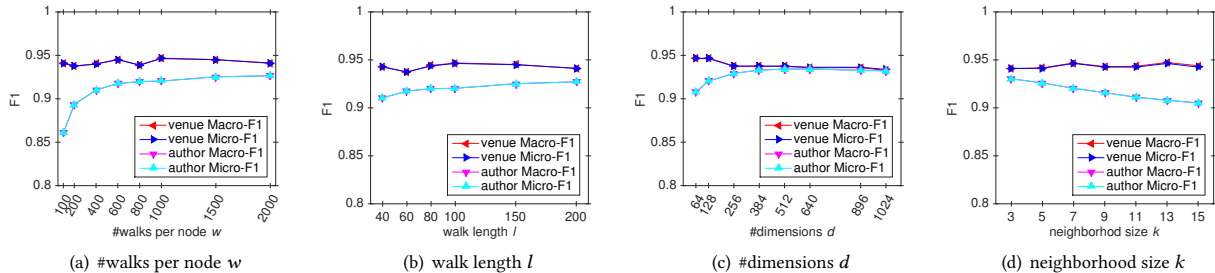 1
0.95
0.9
0.85
0.8
F1
venue Macro-F1
venue Micro-F1
author Macro-F1
author Micro-F1
100
200
400
600
800
1000
1500
2000
#walks per node w
(a) #walks per node w
1
0.95
0.9
0.85
0.8
F1
venue Macro-F1
venue Micro-F1
author Macro-F1
author Micro-F1
40 60 80 100 150 200
walk length l
(b) walk length l
1
0.95
0.9
0.85
0.8
F1
venue Macro-F1
venue Micro-F1
author Macro-F1
author Micro-F1
64
128
256
384
512
640
896
1024
#dimensions d
(c) #dimensions d
1
0.95
0.9
0.85
0.8
F1
venue Macro-F1
venue Micro-F1
author Macro-F1
author Micro-F1
3 5 7 9 11 13 15
neighborhod size k
(d) neighborhood size k